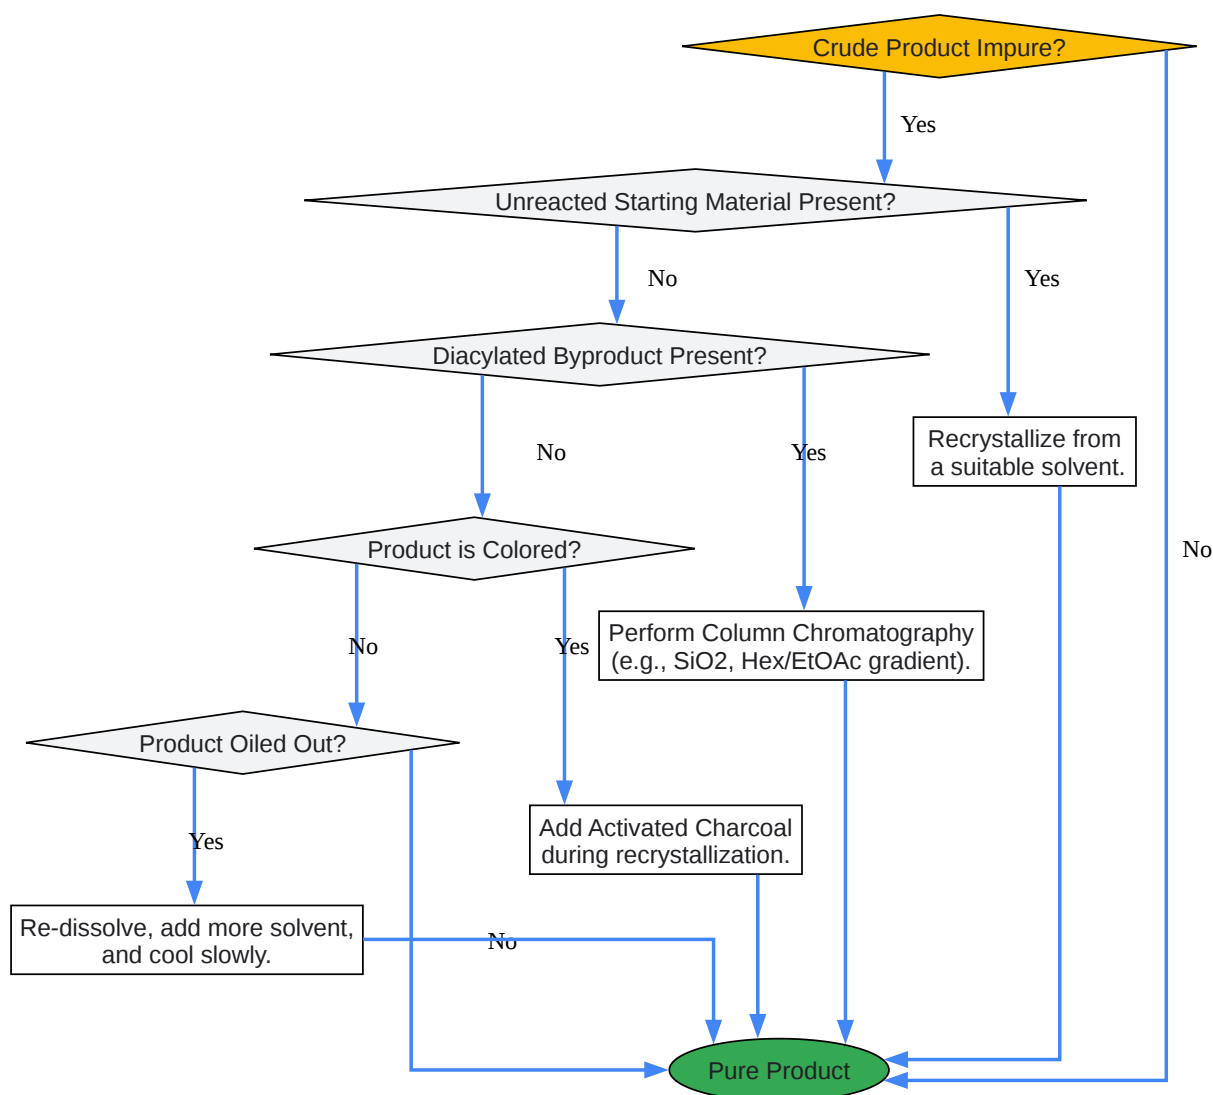 Crude Product Impure?
Yes
Unreacted Starting Material Present?
No
Yes
Diacylated Byproduct Present?
Recrystallize from
a suitable solvent.
No
Yes
Product is Colored?
No
Perform Column Chromatography
(e.g., SiO2, Hex/EtOAc gradient).
No
Yes
Product Oiled Out?
Add Activated Charcoal
during recrystallization.
Yes
Re-dissolve, add more solvent,
and cool slowly.
No
Pure Product